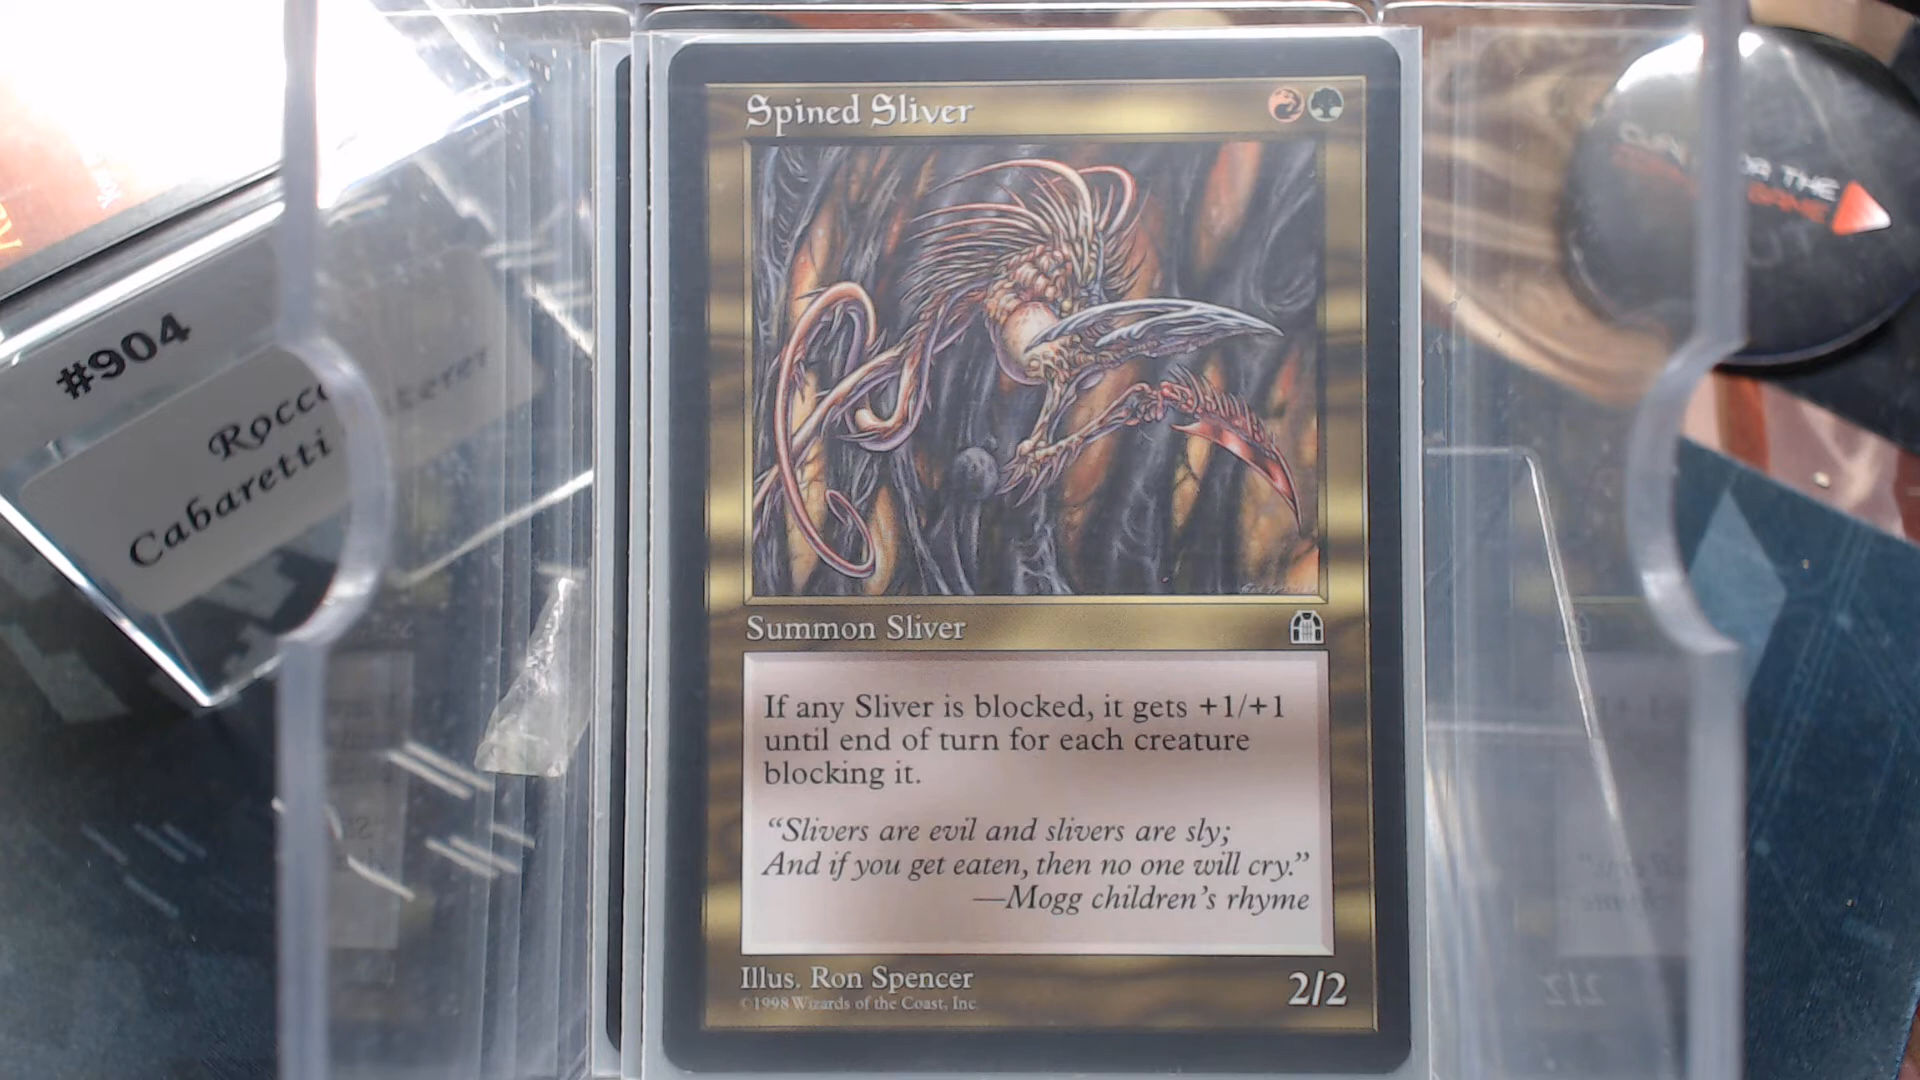 Spined Sliver
Summon Sliver
If any Sliver is blocked, it gets +1/+1
until end of turn for each creature
blocking it.
“Slivers are evil and slivers are sly;
And if you get eaten, then no one will cry.”
—Mogg children’s rhyme
Illus. Ron Spencer
©1998 Wizards of the Coast, Inc
2/2
#904
Cabaretti
THE
GAME